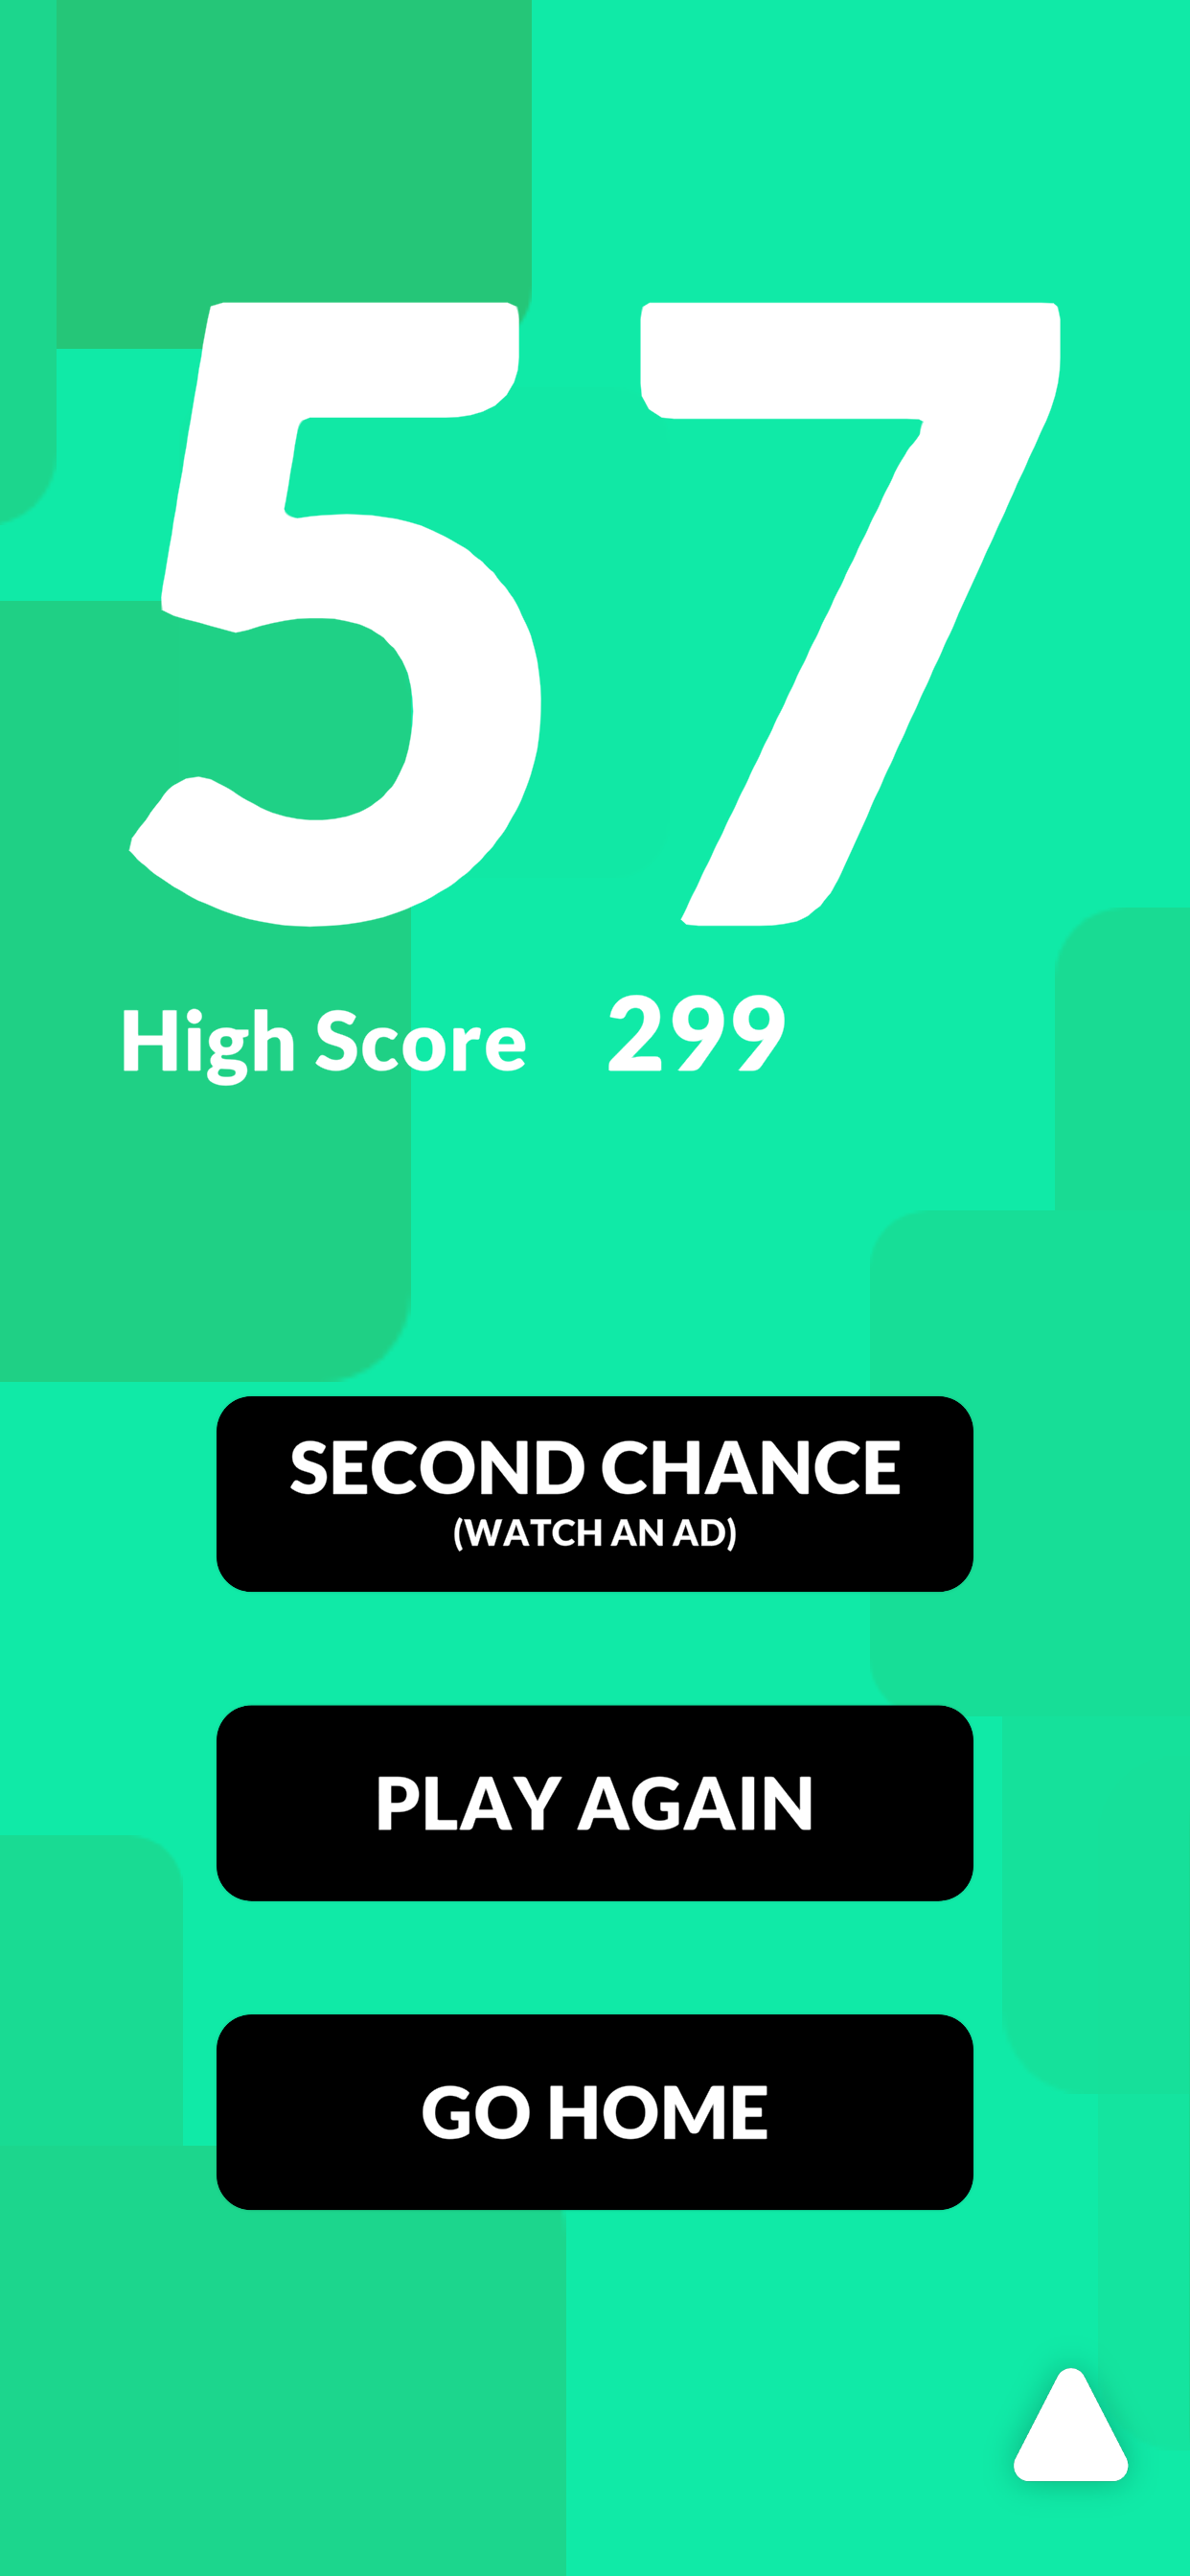 57
High Score 299
SECOND CHANCE
(WATCH AN AD)
PLAY AGAIN
GO HOME